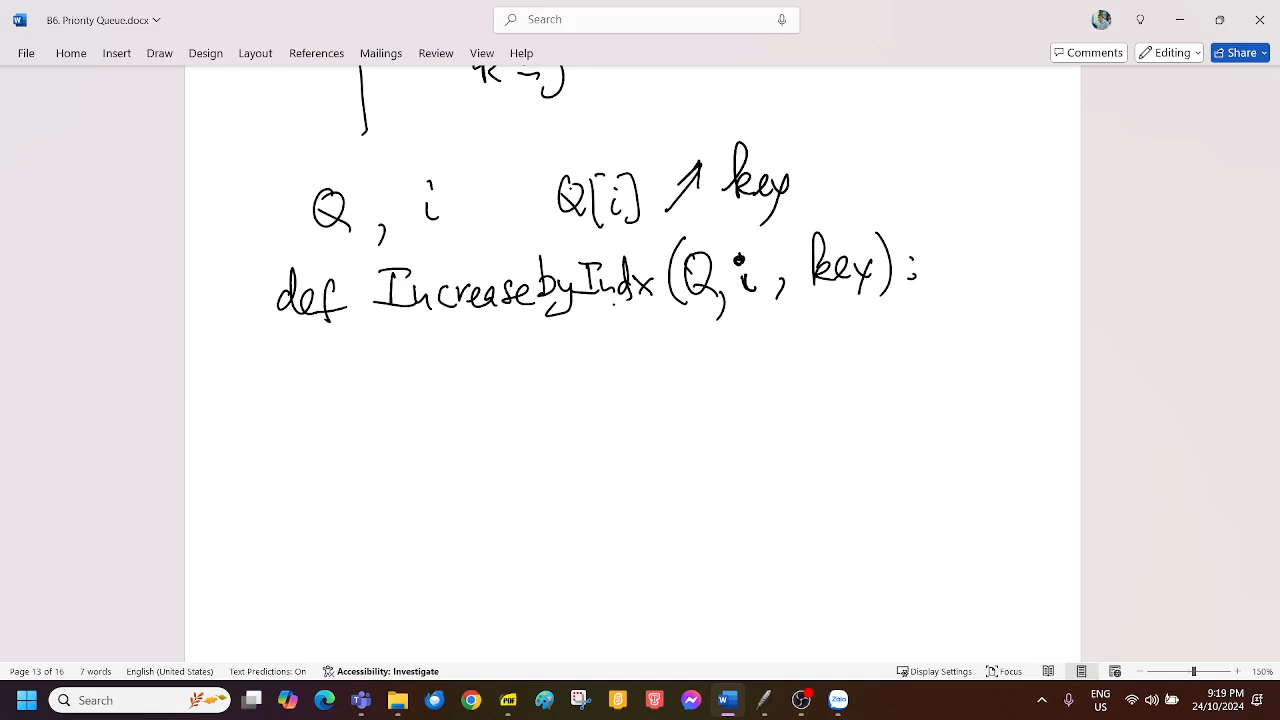 B6. Priority Queue.docx
Search
File Home Insert Draw Design Layout References Mailings Review View Help
Comments Editing Share
Q , i Q[i] ↗ key
def IncreasebyIndx (Q, i , key) :
Page 13 of 16 7 words English (United States) Text Predictions: On Accessibility: Investigate Display Settings Focus 150%
Search PDF Zalo ENG US 9:19 PM 24/10/2024